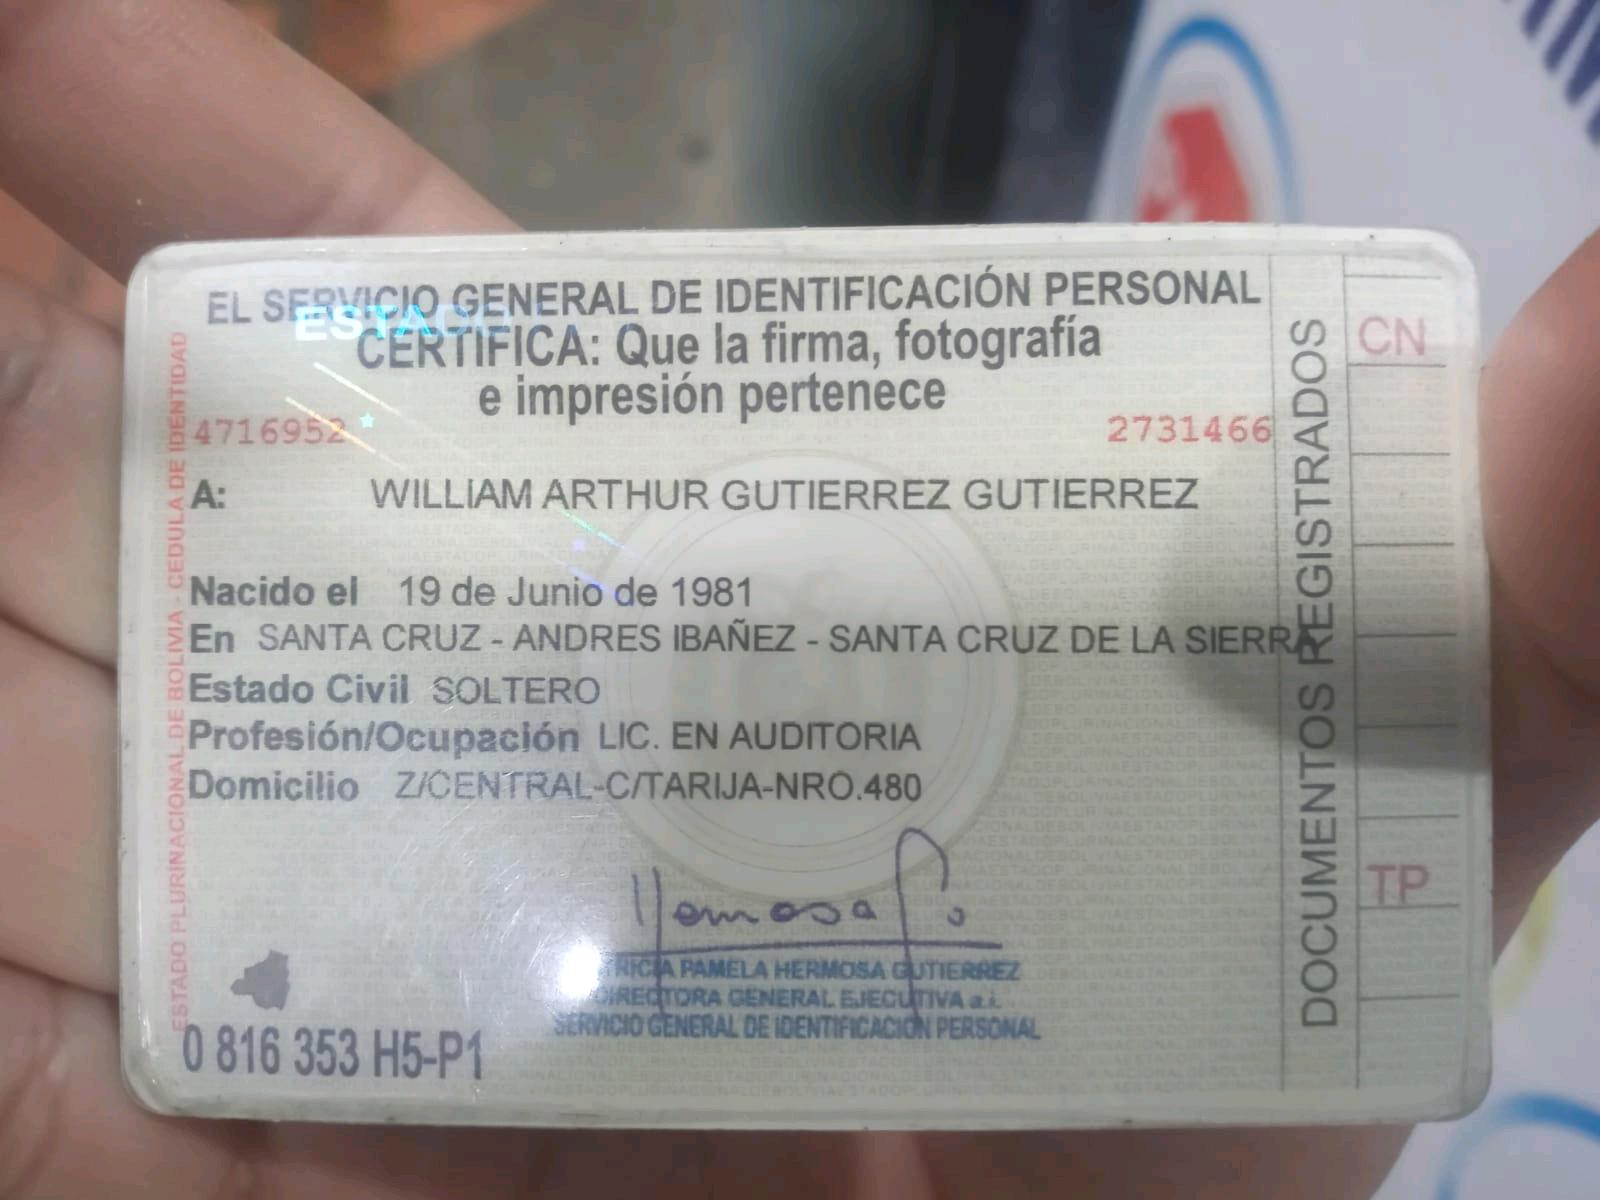 EL SERVICIO GENERAL DE IDENTIFICACIÓN PERSONAL
ESTADO
CERTIFICA: Que la firma, fotografía
e impresión pertenece
4716952 2731466
A: WILLIAM ARTHUR GUTIERREZ GUTIERREZ
Nacido el 19 de Junio de 1981
En SANTA CRUZ - ANDRES IBAÑEZ - SANTA CRUZ DE LA SIERRA
Estado Civil SOLTERO
Profesión/Ocupación LIC. EN AUDITORIA
Domicilio Z/CENTRAL-C/TARIJA-NRO.480
Hermosa
PAMELA HERMOSA GUTIERREZ
DIRECTORA GENERAL EJECUTIVA a.i.
SERVICIO GENERAL DE IDENTIFICACION PERSONAL
0 816 353 H5-P1
ESTADO PLURINACIONAL DE BOLIVIA - CEDULA DE IDENTIDAD
DOCUMENTOS REGISTRADOS
CN
TP